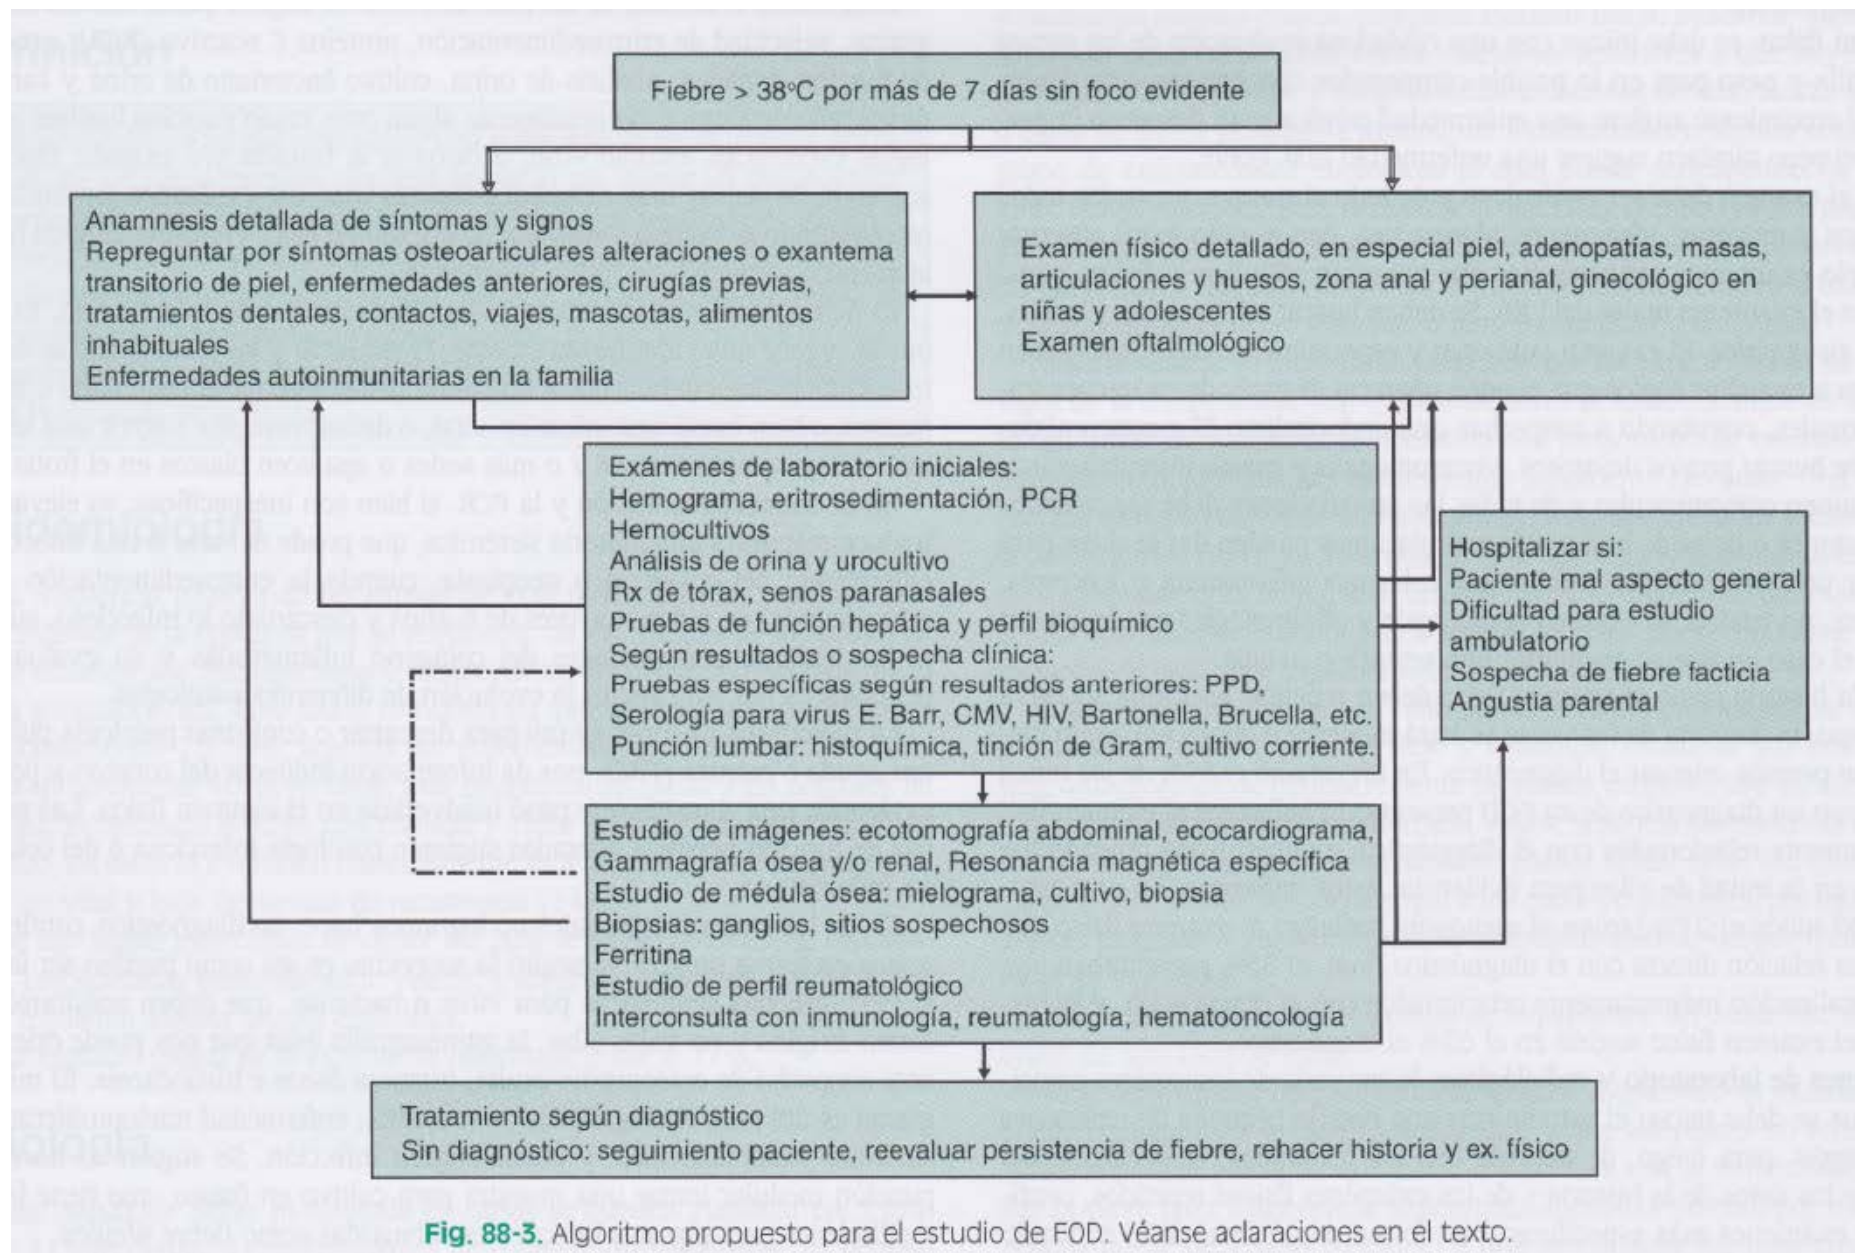 Fiebre > 38ºC por más de 7 días sin foco evidente
Anamnesis detallada de síntomas y signos
Repreguntar por síntomas osteoarticulares alteraciones o exantema
transitorio de piel, enfermedades anteriores, cirugías previas,
tratamientos dentales, contactos, viajes, mascotas, alimentos
inhabituales
Enfermedades autoinmunitarias en la familia
Examen físico detallado, en especial piel, adenopatías, masas,
articulaciones y huesos, zona anal y perianal, ginecológico en
niñas y adolescentes
Examen oftalmológico
Exámenes de laboratorio iniciales:
Hemograma, eritrosedimentación, PCR
Hemocultivos
Análisis de orina y urocultivo
Rx de tórax, senos paranasales
Pruebas de función hepática y perfil bioquímico
Según resultados o sospecha clínica:
Pruebas específicas según resultados anteriores: PPD,
Serología para virus E. Barr, CMV, HIV, Bartonella, Brucella, etc.
Punción lumbar: histoquímica, tinción de Gram, cultivo corriente.
Hospitalizar si:
Paciente mal aspecto general
Dificultad para estudio
ambulatorio
Sospecha de fiebre facticia
Angustia parental
Estudio de imágenes: ecotomografía abdominal, ecocardiograma,
Gammagrafía ósea y/o renal, Resonancia magnética específica
Estudio de médula ósea: mielograma, cultivo, biopsia
Biopsias: ganglios, sitios sospechosos
Ferritina
Estudio de perfil reumatológico
Interconsulta con inmunología, reumatología, hematooncología
Tratamiento según diagnóstico
Sin diagnóstico: seguimiento paciente, reevaluar persistencia de fiebre, rehacer historia y ex. físico
Fig. 88-3. Algoritmo propuesto para el estudio de FOD. Véanse aclaraciones en el texto.